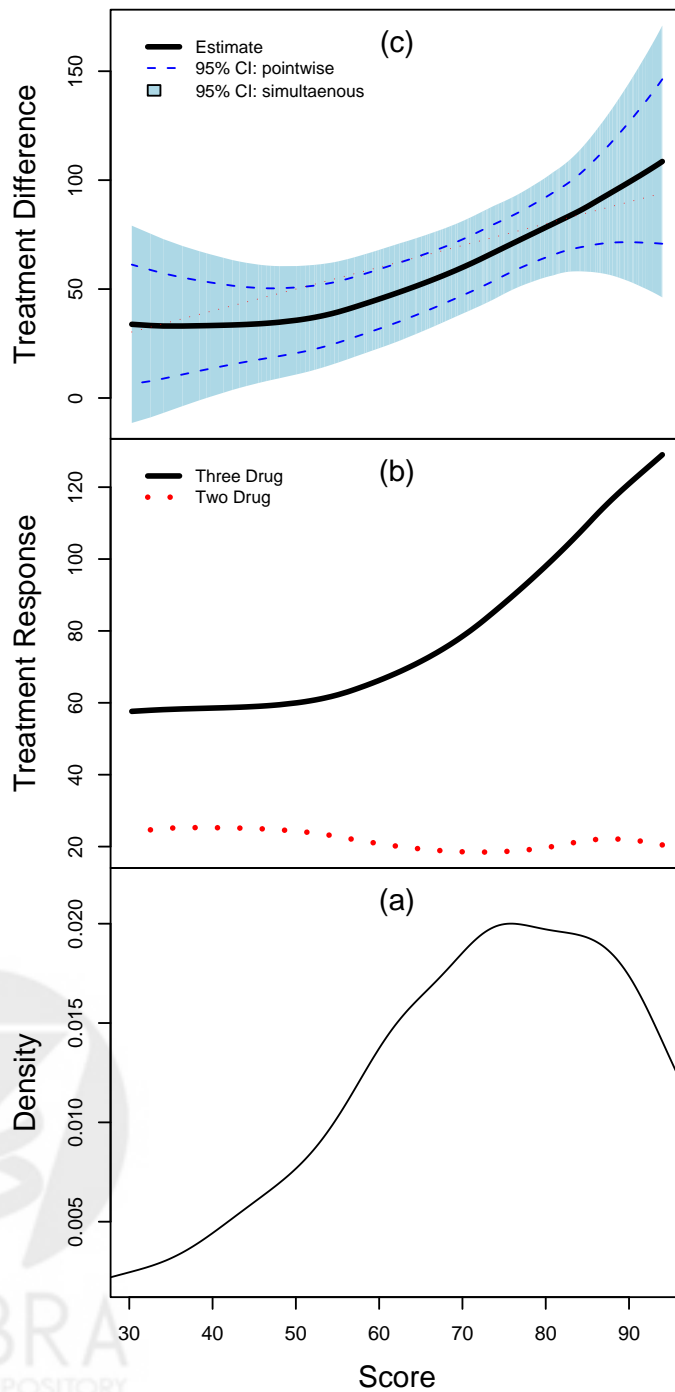 (c)
Estimate
95% CI: pointwise
95% CI: simultaenous
Treatment Difference
150
100
50
0
(b)
Three Drug
Two Drug
Treatment Response
120
100
80
60
40
20
(a)
Density
0.020
0.015
0.010
0.005
30 40 50 60 70 80 90
Score
BRA
POSITORY